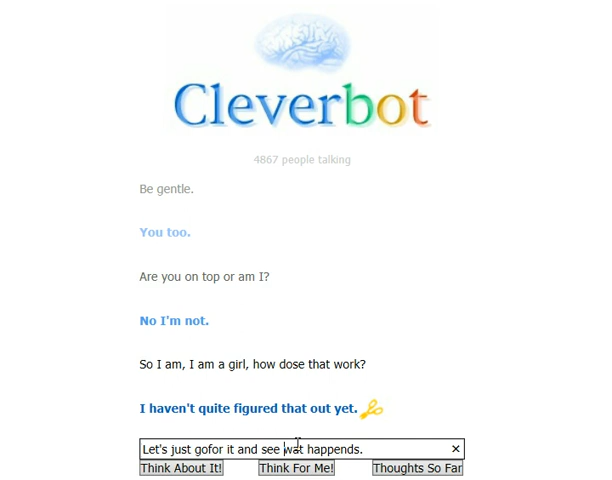 Cleverbot
4867 people talking
Be gentle.
You too.
Are you on top or am I?
No I'm not.
So I am, I am a girl, how dose that work?
I haven't quite figured that out yet.
Let's just gofor it and see wat happends. ×
Think About It! Think For Me! Thoughts So Far